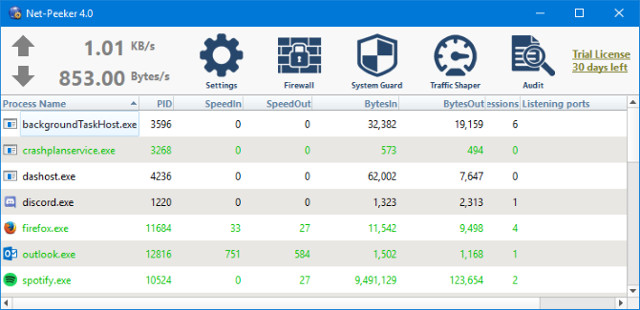 Net-Peeker 4.0
1.01 KB/s
853.00 Bytes/s
Settings
Firewall
System Guard
Traffic Shaper
Audit
Trial License
30 days left
Process Name PID SpeedIn SpeedOut BytesIn BytesOut essions Listening ports
backgroundTaskHost.exe 3596 0 0 32,382 19,159 6
crashplanservice.exe 3268 0 0 573 494 0
dashost.exe 4236 0 0 62,002 7,647 0
discord.exe 1220 0 0 1,323 2,313 1
firefox.exe 11684 33 27 11,542 9,498 4
outlook.exe 12816 751 584 1,502 1,168 1
spotify.exe 10524 0 27 9,491,129 123,654 2